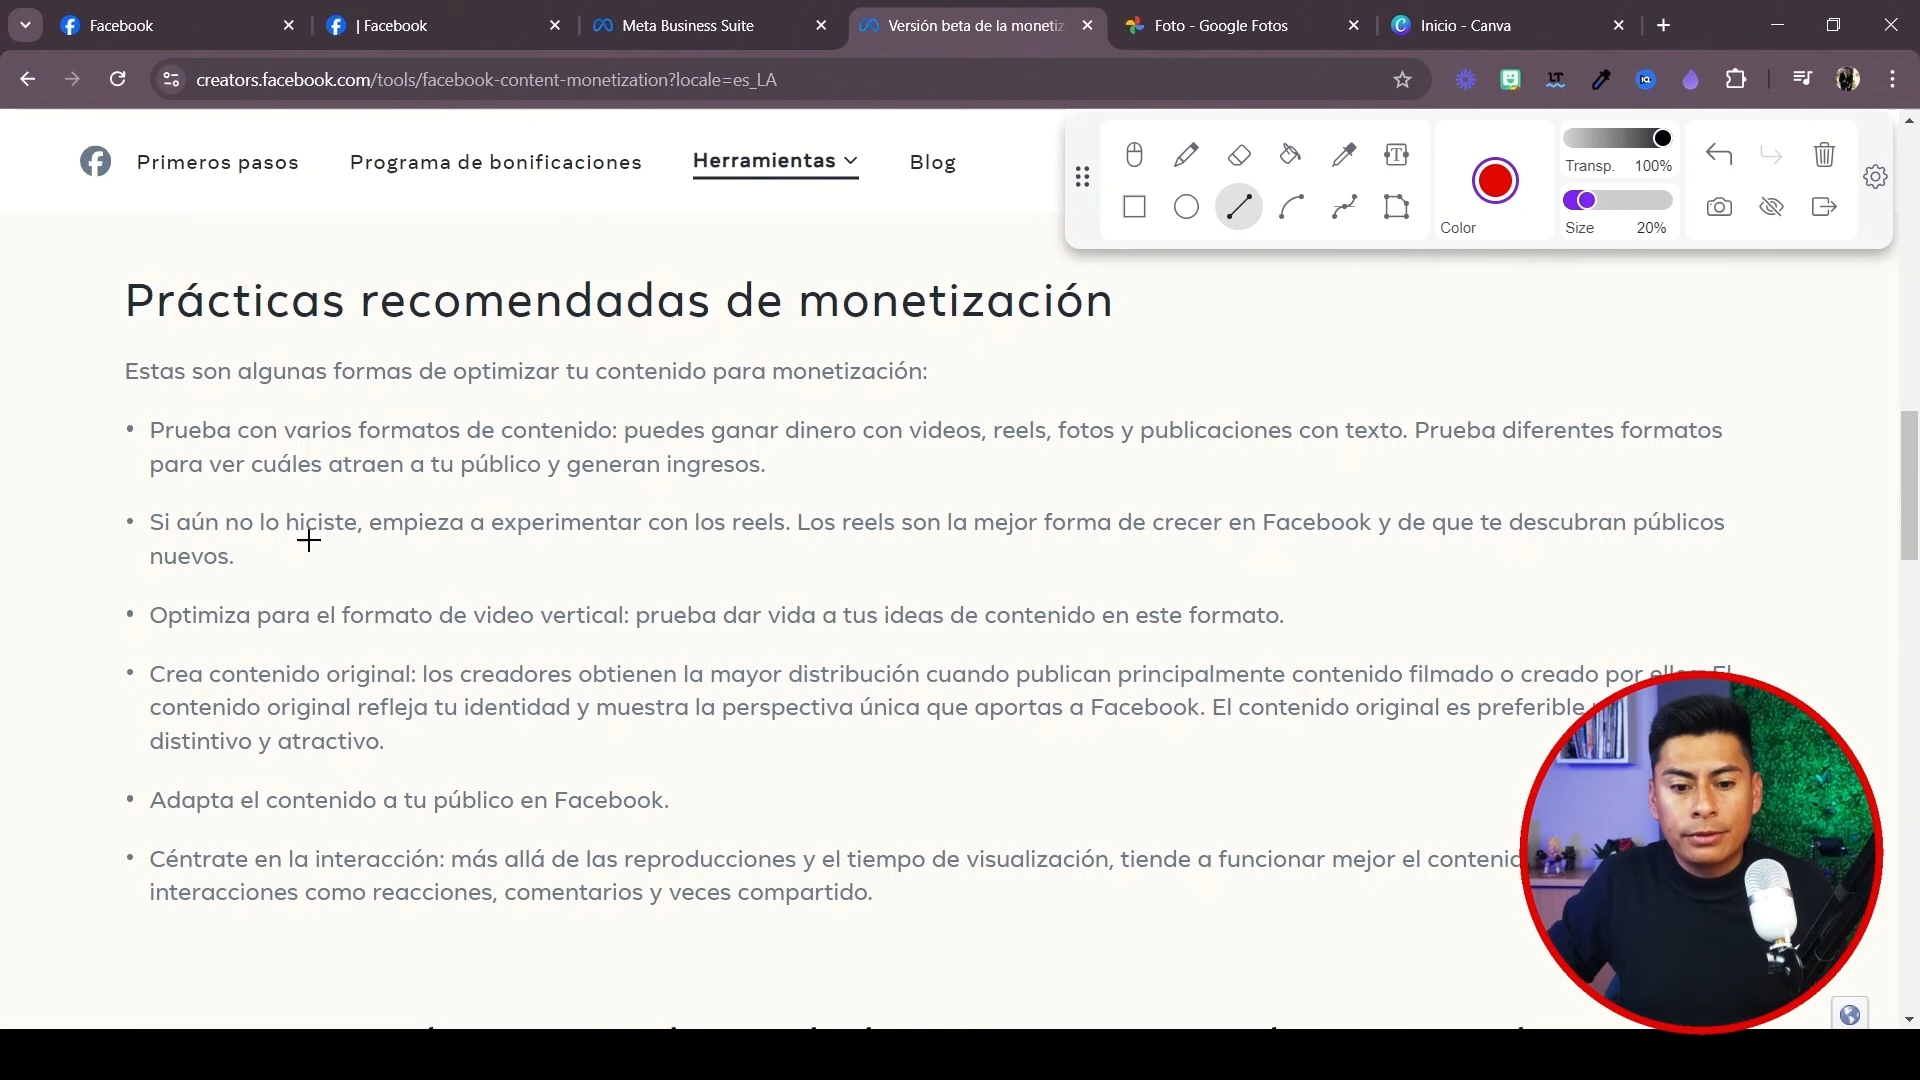 Facebook
| Facebook
Meta Business Suite
Versión beta de la monetiz
Foto - Google Fotos
Inicio - Canva
creators.facebook.com/tools/facebook-content-monetization?locale=es_LA
Primeros pasos
Programa de bonificaciones
Herramientas
Blog
Transp. 100%
Color
Size 20%
Prácticas recomendadas de monetización
Estas son algunas formas de optimizar tu contenido para monetización:
• Prueba con varios formatos de contenido: puedes ganar dinero con videos, reels, fotos y publicaciones con texto. Prueba diferentes formatos
para ver cuáles atraen a tu público y generan ingresos.
• Si aún no lo hiciste, empieza a experimentar con los reels. Los reels son la mejor forma de crecer en Facebook y de que te descubran públicos
nuevos.
• Optimiza para el formato de video vertical: prueba dar vida a tus ideas de contenido en este formato.
• Crea contenido original: los creadores obtienen la mayor distribución cuando publican principalmente contenido filmado o creado por El
contenido original refleja tu identidad y muestra la perspectiva única que aportas a Facebook. El contenido original es preferible
distintivo y atractivo.
• Adapta el contenido a tu público en Facebook.
• Céntrate en la interacción: más allá de las reproducciones y el tiempo de visualización, tiende a funcionar mejor el
interacciones como reacciones, comentarios y veces compartido.